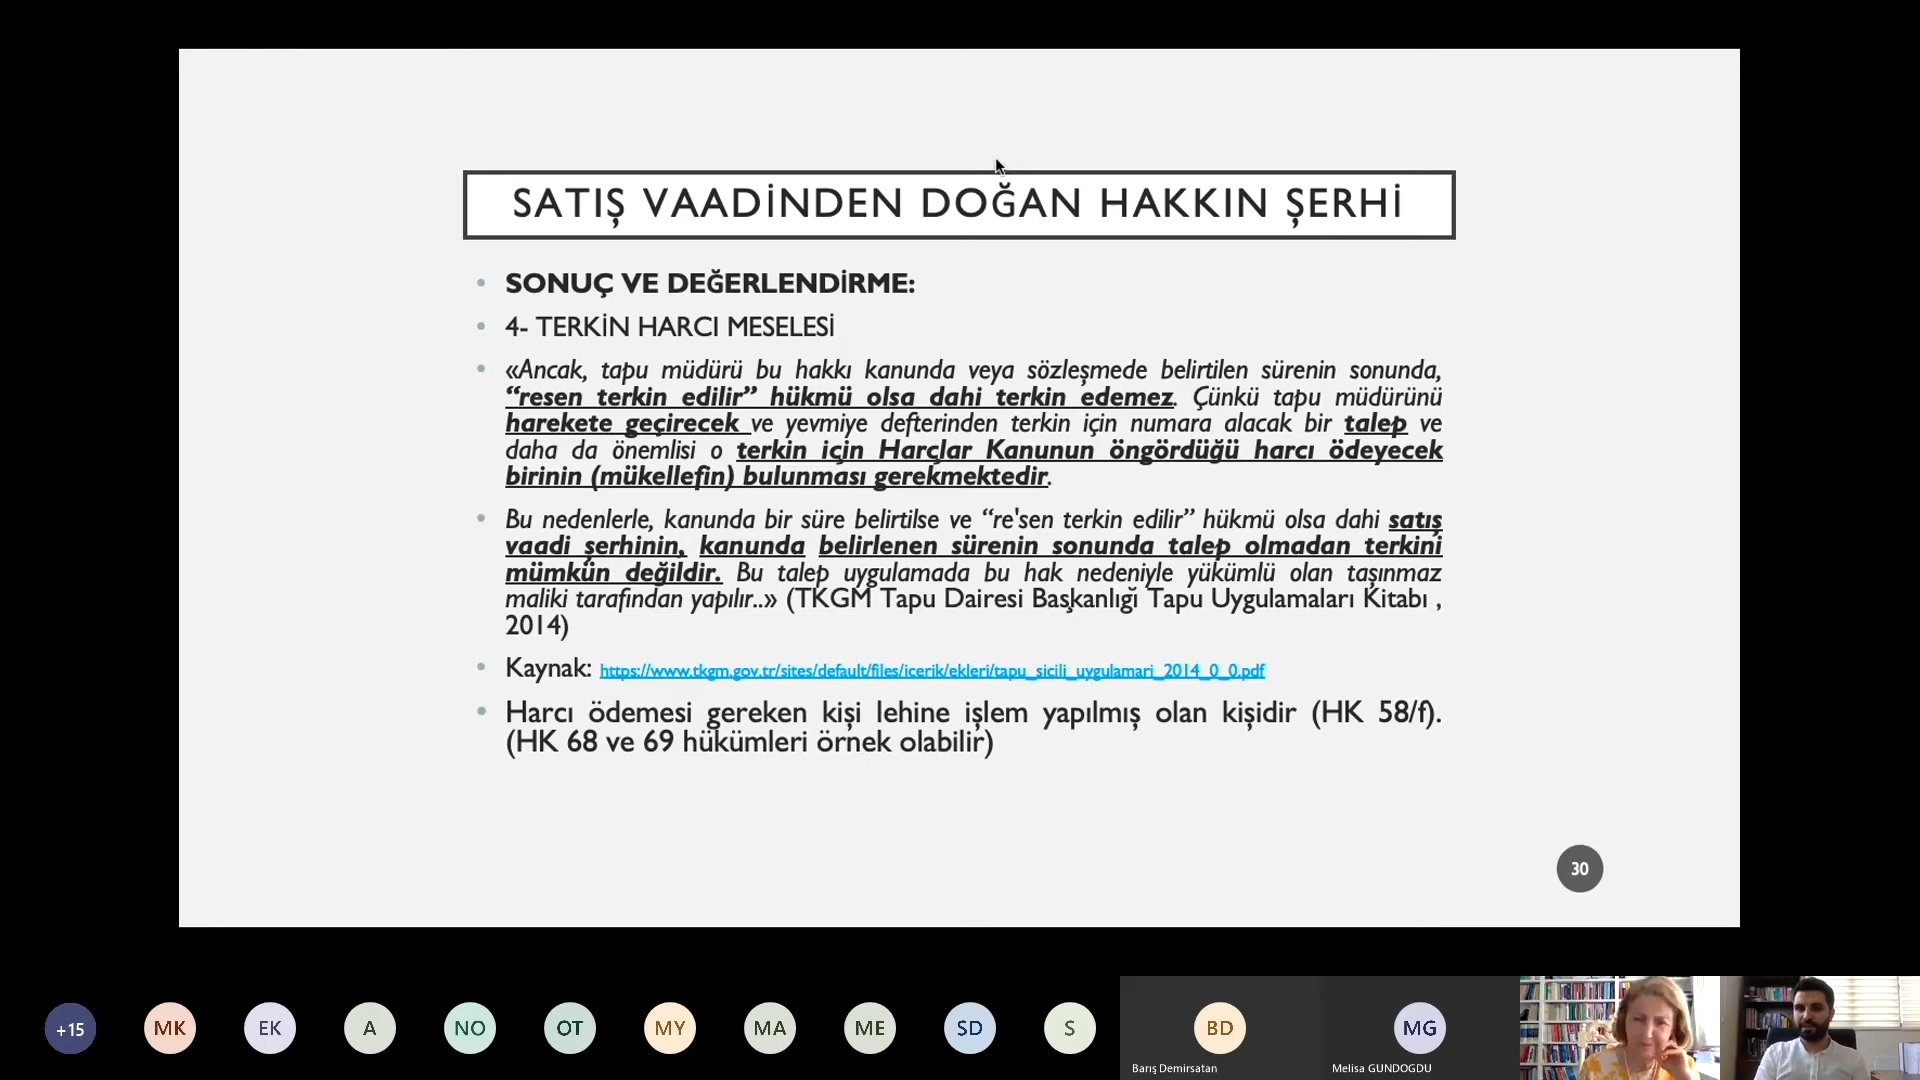 SATIŞ VAADİNDEN DOĞAN HAKKIN ŞERHİ
• SONUÇ VE DEĞERLENDİRME:
• 4- TERKİN HARCI MESELESİ
• «Ancak, tapu müdürü bu hakkı kanunda veya sözleşmede belirtilen sürenin sonunda,
“resen terkin edilir” hükmü olsa dahi terkin edemez. Çünkü tapu müdürünü
harekete geçirecek ve yevmiye defterinden terkin için numara alacak bir talep ve
daha da önemlisi o terkin için Harçlar Kanunun öngördüğü harcı ödeyecek
birinin (mükellefin) bulunması gerekmektedir.
• Bu nedenlerle, kanunda bir süre belirtilse ve “re'sen terkin edilir” hükmü olsa dahi satış
vaadi şerhinin, kanunda belirlenen sürenin sonunda talep olmadan terkini
mümkün değildir. Bu talep uygulamada bu hak nedeniyle yükümlü olan taşınmaz
maliki tarafından yapılır..» (TKGM Tapu Dairesi Başkanlığı Tapu Uygulamaları Kitabı ,
2014)
• Kaynak: https://www.tkgm.gov.tr/sites/default/files/icerik/ekleri/tapu_sicili_uygulamari_2014_0_0.pdf
• Harcı ödemesi gereken kişi lehine işlem yapılmış olan kişidir (HK 58/f).
(HK 68 ve 69 hükümleri örnek olabilir)
30
+15 MK EK A NO OT MY MA ME SD S BD MG
Barış Demirsatan Melisa GUNDOGDU